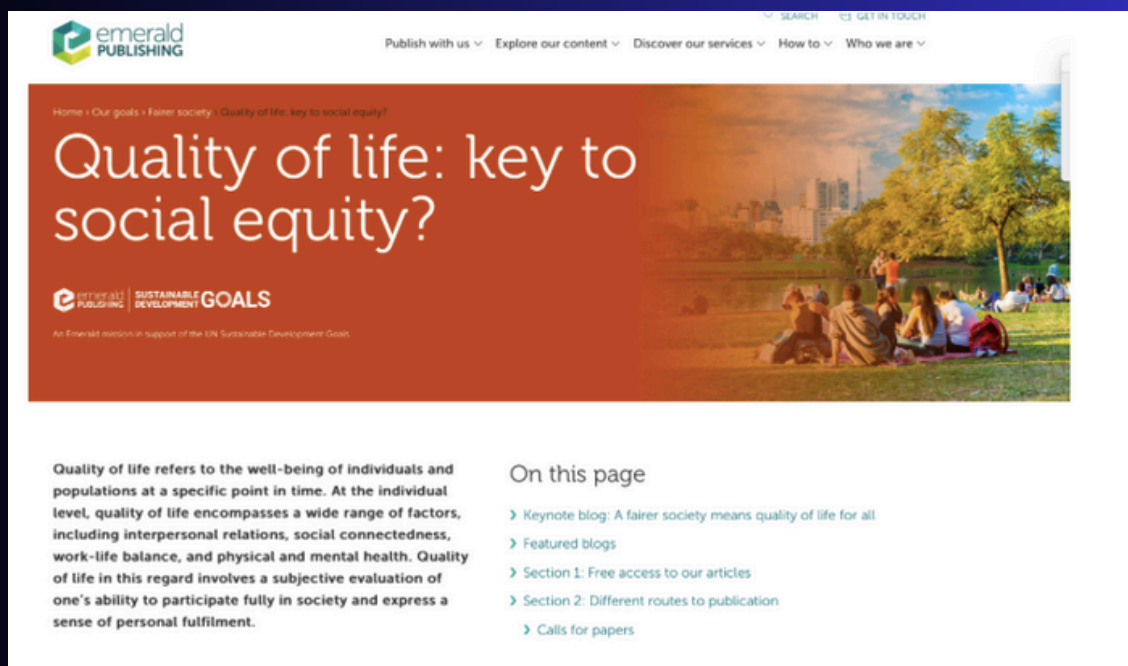 SEARCH GET IN TOUCH
emerald
PUBLISHING
Publish with us Explore our content Discover our services How to Who we are
Home › Our goals › Fairer society › Quality of life: key to social equity?
Quality of life: key to
social equity?
emerald PUBLISHING SUSTAINABLE DEVELOPMENT GOALS
An Emerald mission in support of the UN Sustainable Development Goals
Quality of life refers to the well-being of individuals and
populations at a specific point in time. At the individual
level, quality of life encompasses a wide range of factors,
including interpersonal relations, social connectedness,
work-life balance, and physical and mental health. Quality
of life in this regard involves a subjective evaluation of
one's ability to participate fully in society and express a
sense of personal fulfilment.
On this page
Keynote blog: A fairer society means quality of life for all
Featured blogs
Section 1: Free access to our articles
Section 2: Different routes to publication
Calls for papers